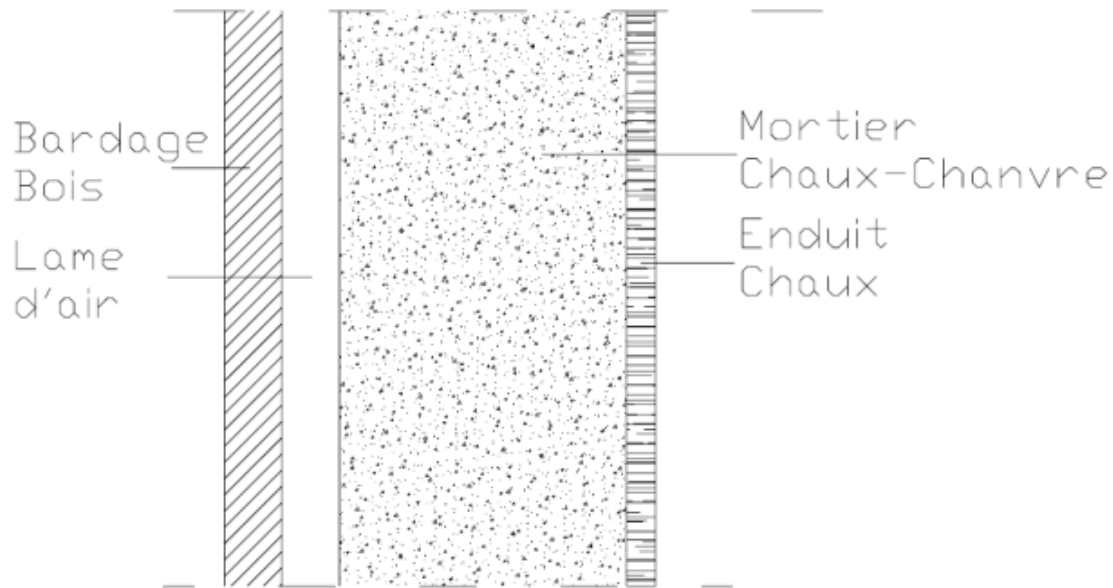 Bardage
Bois
Lame
d'air
Mortier
Chaux-Chanvre
Enduit
Chaux